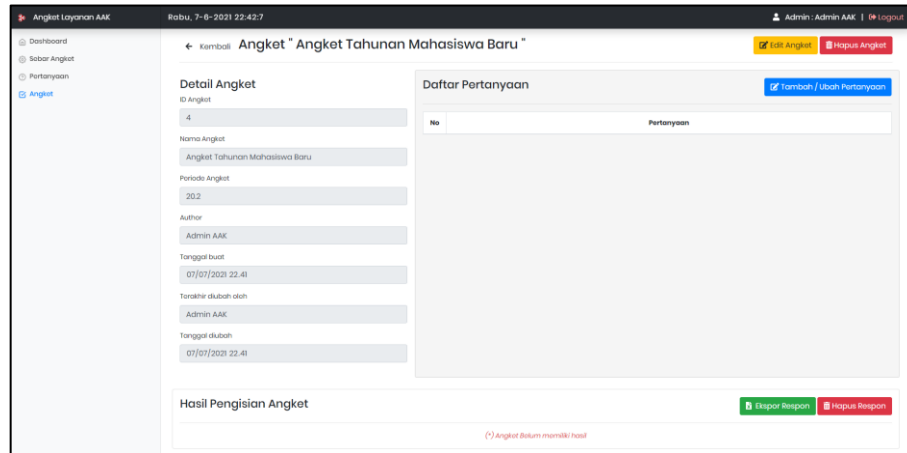 Angket Layanan AAK
Rabu, 7-6-2021 22:42:7
Admin : Admin AAK | Logout
Dashboard
Sebar Angket
Pertanyaan
Angket
Kembali Angket " Angket Tahunan Mahasiswa Baru "
Edit Angket
Hapus Angket
Detail Angket
ID Angket
4
Nama Angket
Angket Tahunan Mahasiswa Baru
Periode Angket
20.2
Author
Admin AAK
Tanggal buat
07/07/2021 22.41
Terakhir diubah oleh
Admin AAK
Tanggal diubah
07/07/2021 22.41
Daftar Pertanyaan
Tambah / Ubah Pertanyaan
No Pertanyaan
Hasil Pengisian Angket
Ekspor Respon
Hapus Respon
(*) Angket Belum memiliki hasil